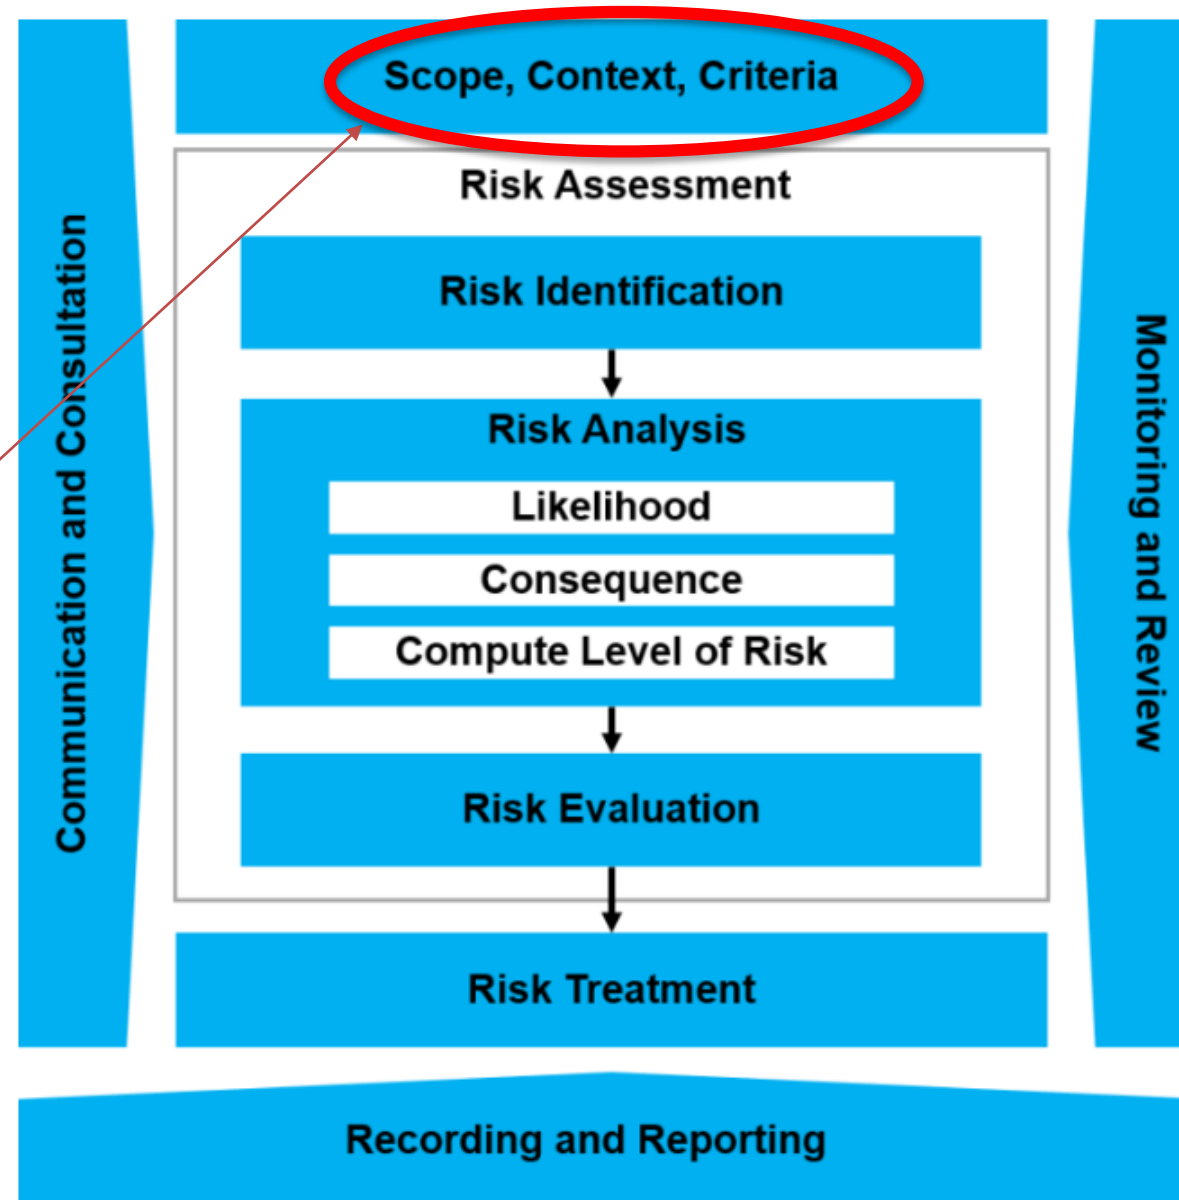 Scope, Context, Criteria
Risk Assessment
Risk Identification
Risk Analysis
Likelihood
Consequence
Compute Level of Risk
Risk Evaluation
Risk Treatment
Communication and Consultation
Monitoring and Review
Recording and Reporting